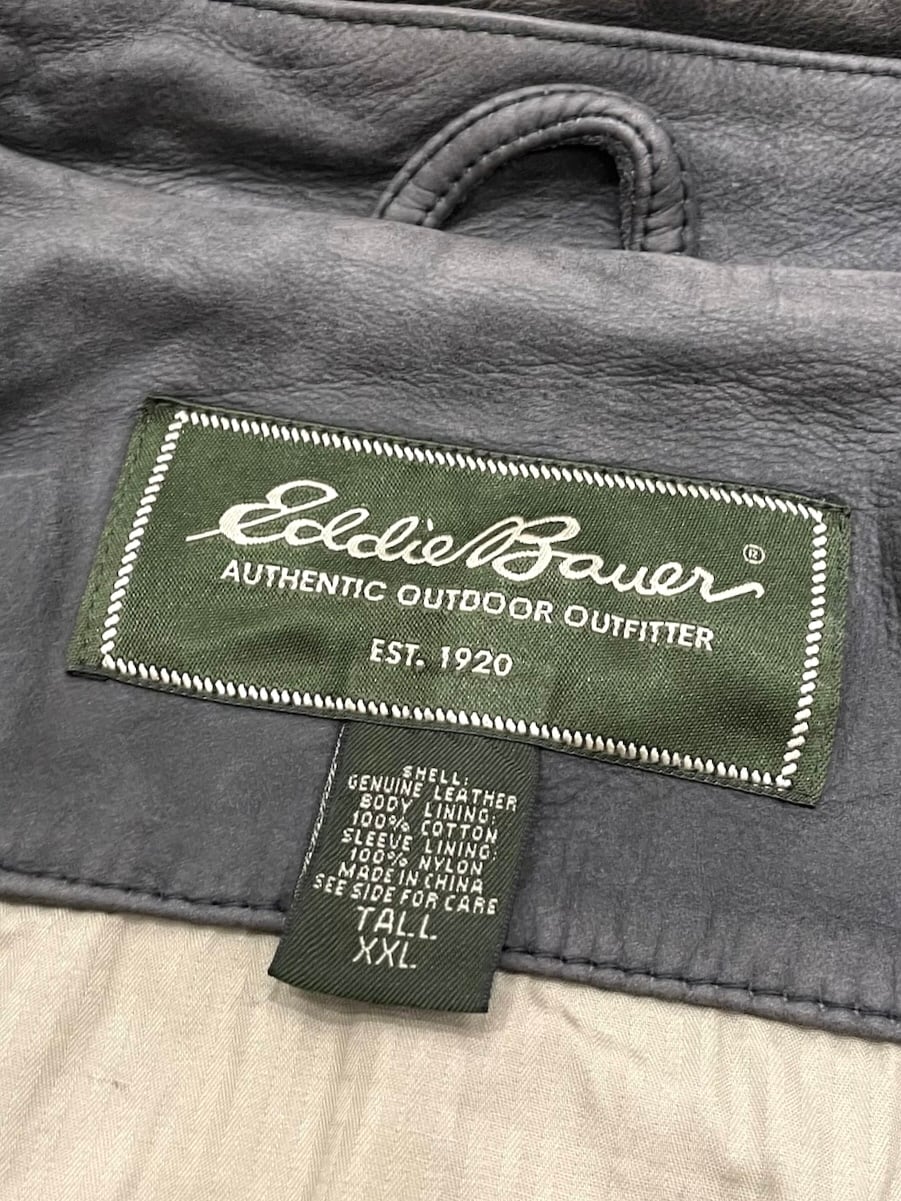 Eddie Bauer ®
AUTHENTIC OUTDOOR OUTFITTER
EST. 1920
SHELL:
GENUINE LEATHER
BODY LINING:
100% COTTON
SLEEVE LINING:
100% NYLON
MADE IN CHINA
SEE SIDE FOR CARE
TALL
XXL